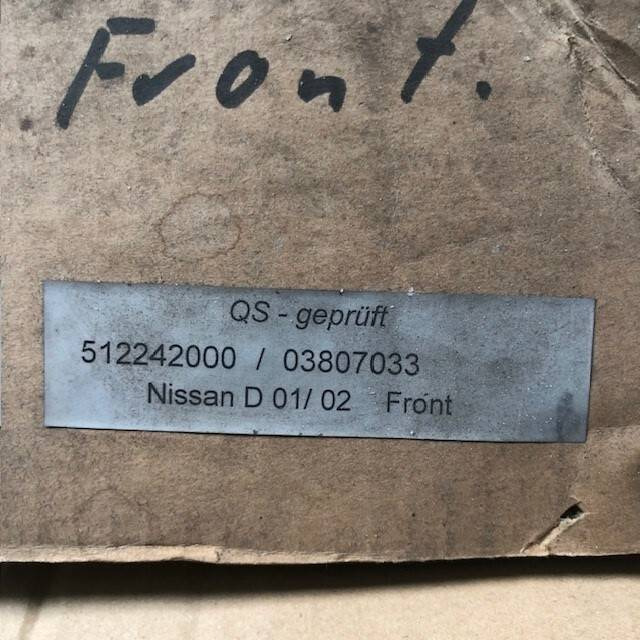 Front.
QS - geprüft
512242000 / 03807033
Nissan D 01/ 02 Front